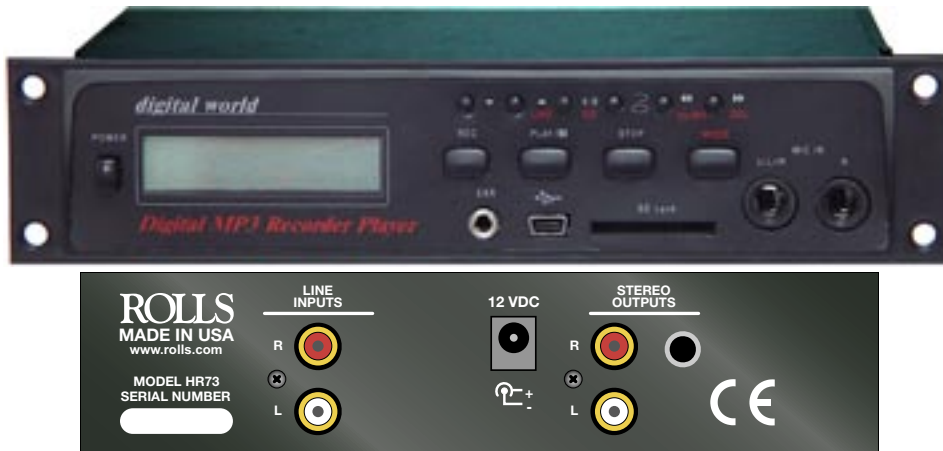 digital world
POWER
REC
PLAY/
STOP
MODE
EAR
SD card
MIC IN
R
Digital MP3 Recorder Player
ROLLS
MADE IN USA
www.rolls.com
MODEL HR73
SERIAL NUMBER
LINE
INPUTS
R
L
12 VDC
+
-
STEREO
OUTPUTS
R
L
CE